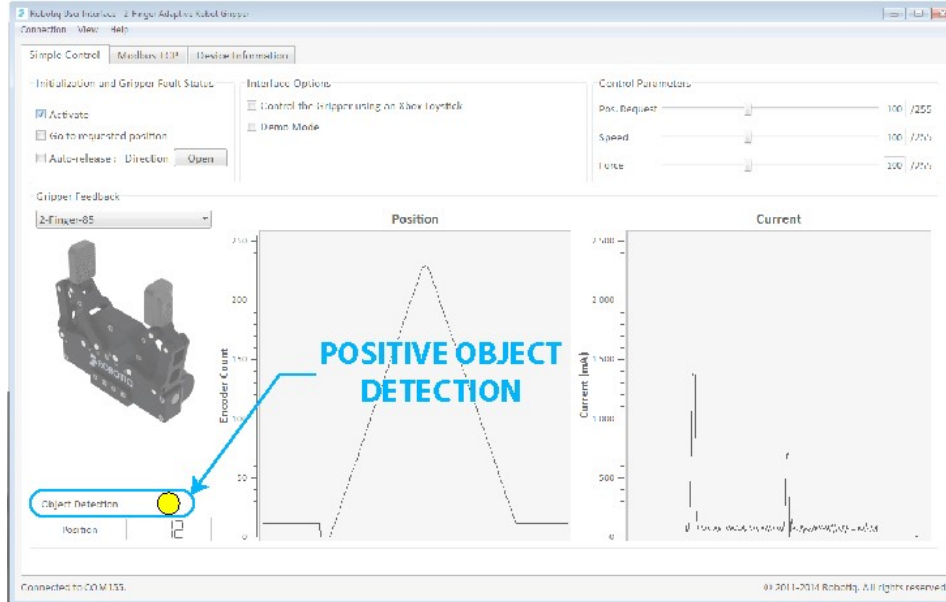 Robotiq User Interface - 2-Finger Adaptive Robot Gripper
Connection View Help
Simple Control Modbus TCP Device Information
Initialization and Gripper Fault Status
Activate
Go to requested position
Auto-release : Direction Open
Interface Options
Control the Gripper using an Xbox Joystick
Demo Mode
Control Parameters
Pos. Request 100 /255
Speed 100 /255
Force 100 /255
Gripper Feedback
2-Finger-85
ROBOTIQ
Object Detection
Position 12
Position
Encoder Count
250
200
150
100
50
0
POSITIVE OBJECT
DETECTION
Current
Current [mA]
2 500
2 000
1 500
1 000
500
0
Connected to COM155.
© 2011-2014 Robotiq. All rights reserved